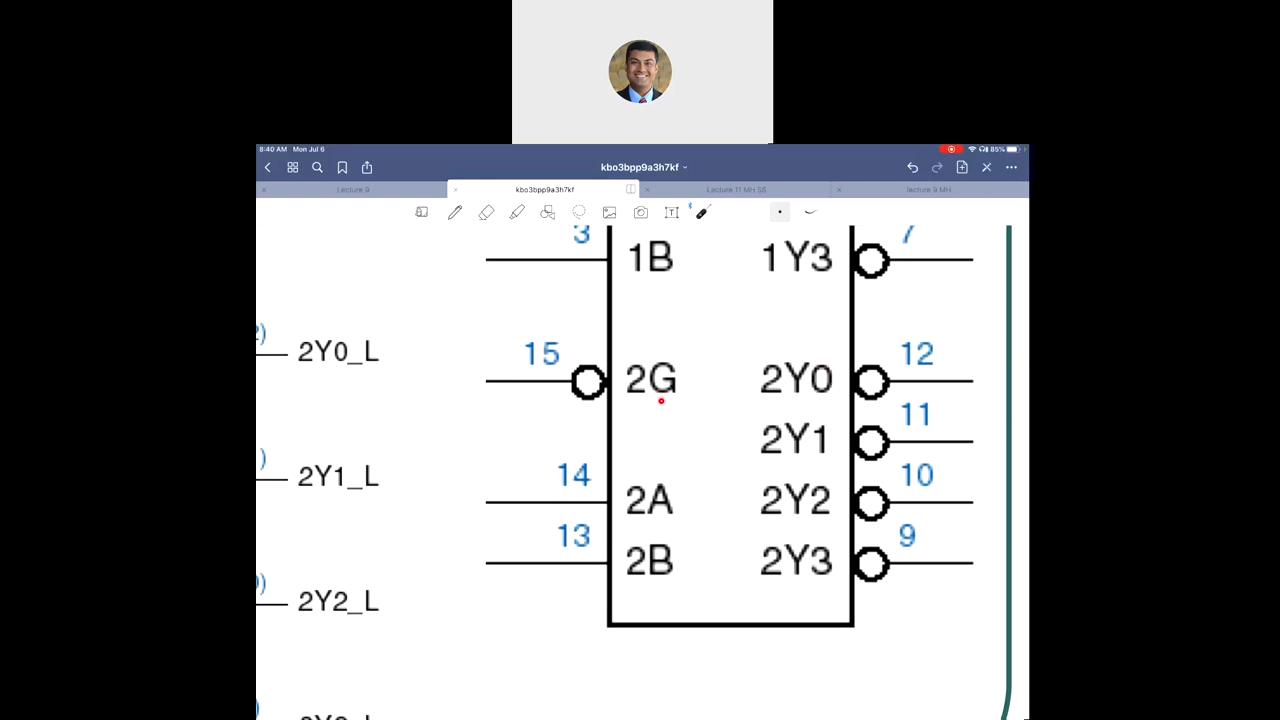 8:40 AM Mon Jul 6
85%
kbo3bpp9a3h7kf
Lecture 9
kbo3bpp9a3h7kf
Lecture 11 MH S6
lecture 9 MH
3 1B 1Y3 7
15 2G 2Y0 12
2Y1 11
14 2A 2Y2 10
13 2B 2Y3 9
2Y0_L
2Y1_L
2Y2_L